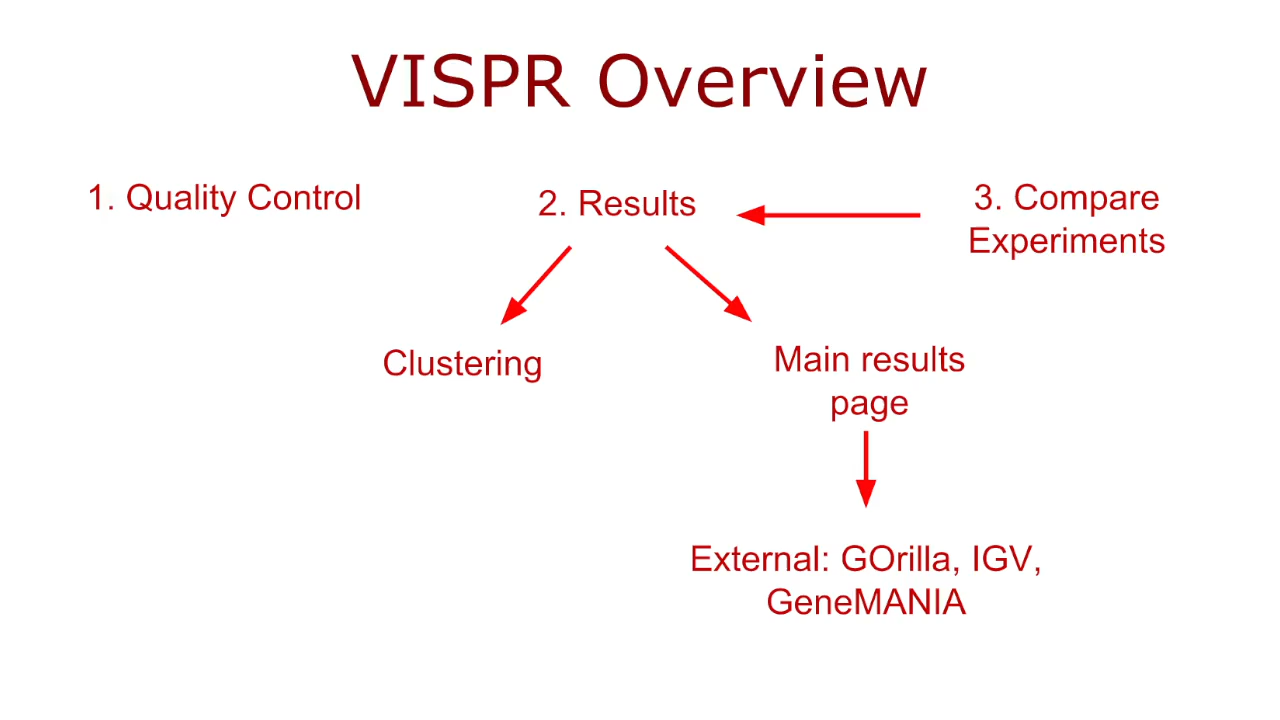 VISPR Overview
1. Quality Control
2. Results
3. Compare
Experiments
Clustering
Main results
page
External: GOrilla, IGV,
GeneMANIA